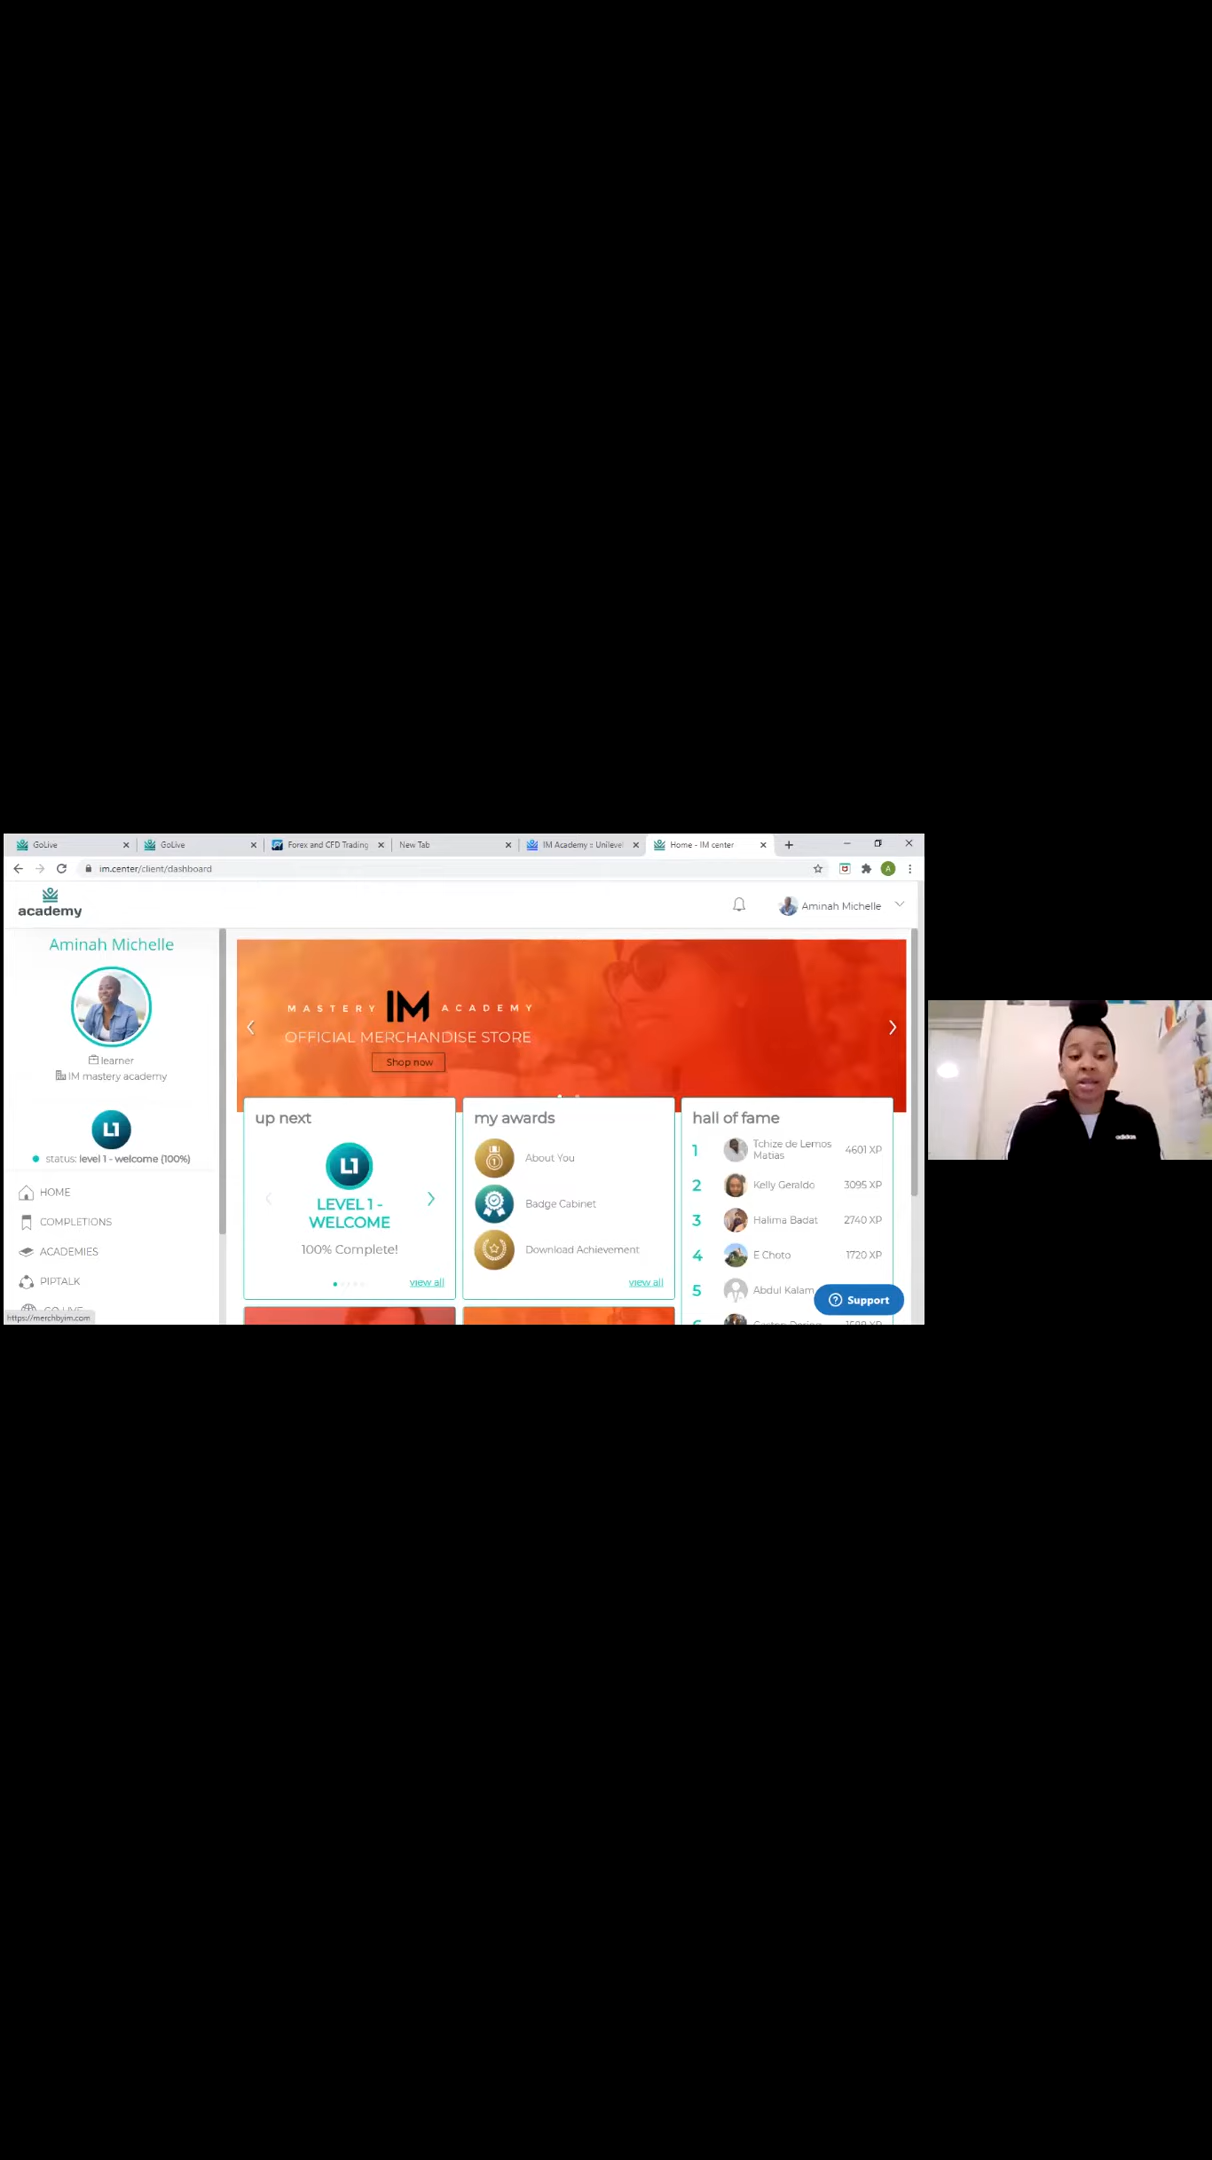 GoLive
GoLive
Forex and CFD Trading
New Tab
IM Academy :: Unilevel
Home - IM center
im.center/client/dashboard
academy
Aminah Michelle
Aminah Michelle
learner
IM mastery academy
L1
status: level 1 - welcome (100%)
HOME
COMPLETIONS
ACADEMIES
PIPTALK
GO LIVE
https://merchbyim.com
MASTERY IM ACADEMY
OFFICIAL MERCHANDISE STORE
Shop now
up next
L1
LEVEL 1 -
WELCOME
100% Complete!
view all
my awards
About You
Badge Cabinet
Download Achievement
view all
hall of fame
1 Tchize de Lemos Matias 4601 XP
2 Kelly Geraldo 3095 XP
3 Halima Badat 2740 XP
4 E Choto 1720 XP
5 Abdul Kalam
Support
adidas